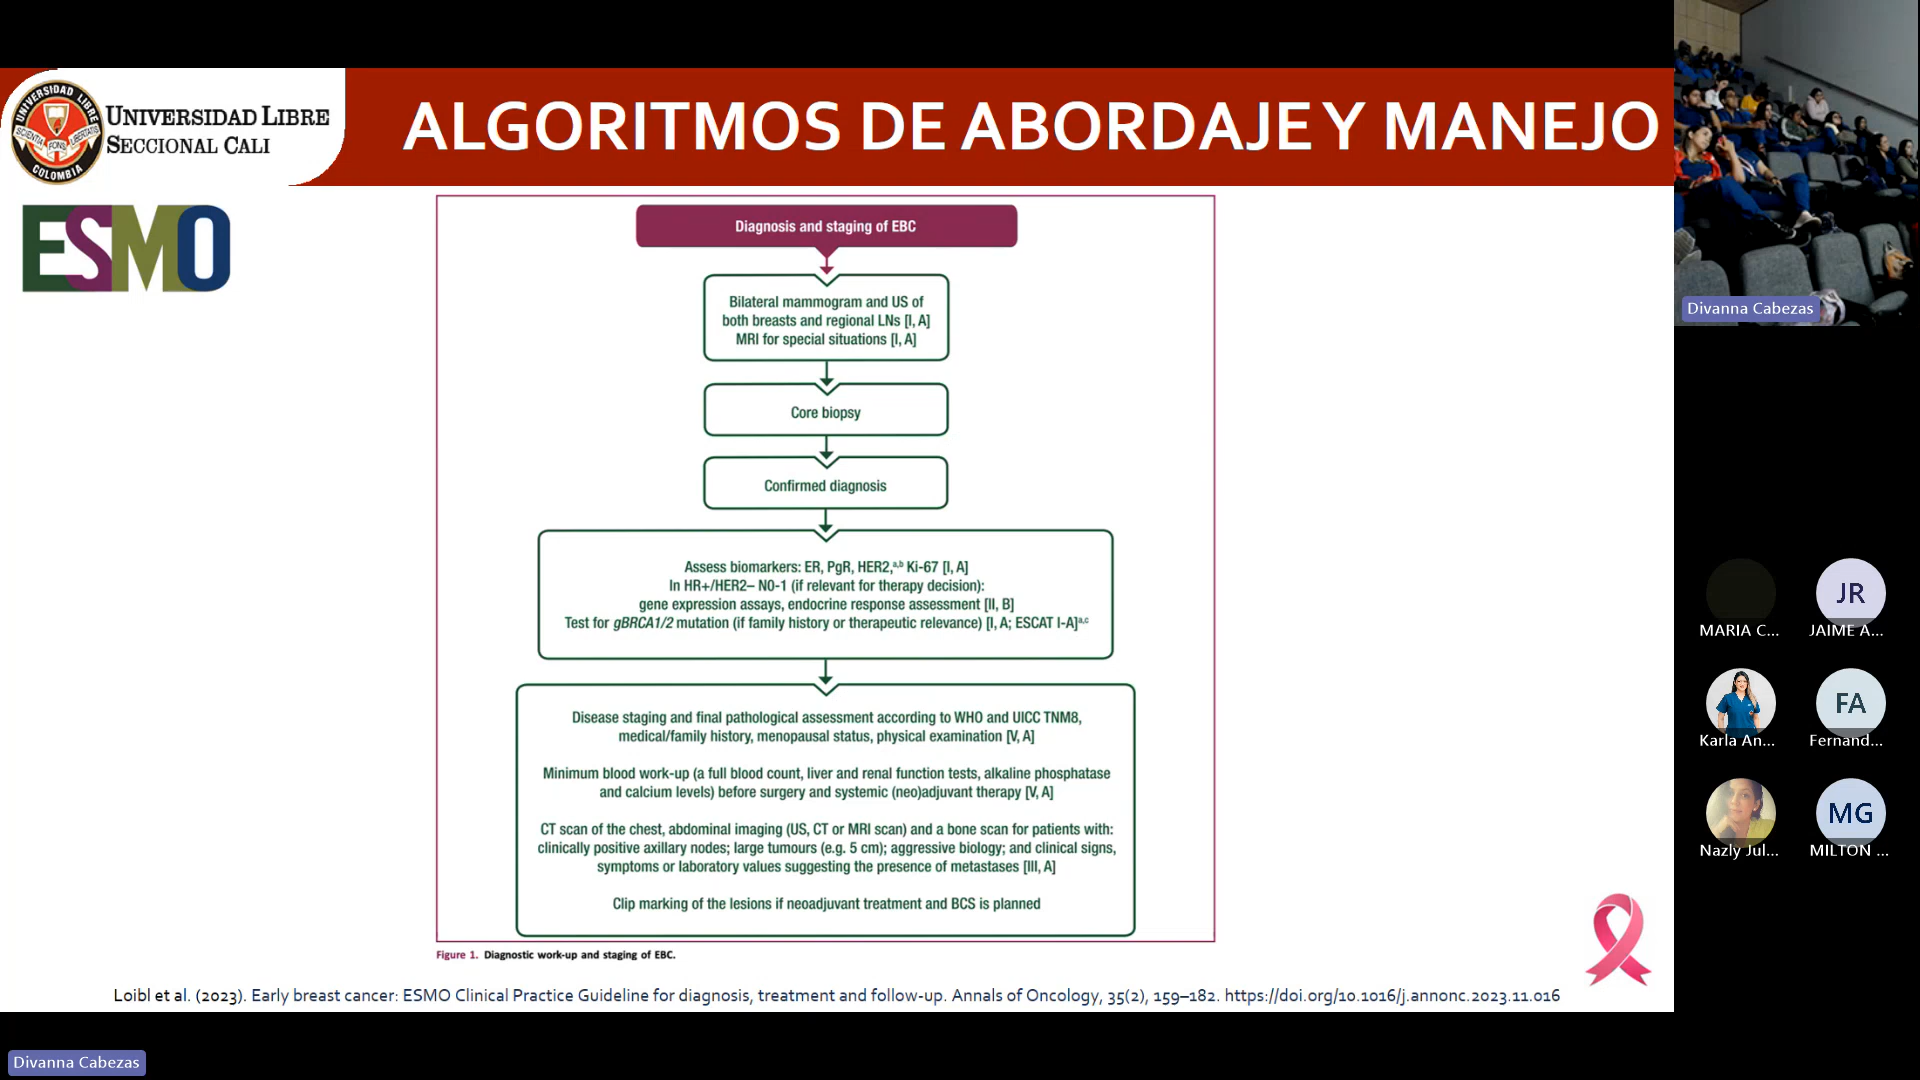 UNIVERSIDAD LIBRE
SECCIONAL CALI
UNIVERSIDAD LIBRE
SCIENTIA FONS LIBERTATIS
COLOMBIA
ALGORITMOS DE ABORDAJE Y MANEJO
ESMO
Diagnosis and staging of EBC
Bilateral mammogram and US of
both breasts and regional LNs [I, A]
MRI for special situations [I, A]
Core biopsy
Confirmed diagnosis
Assess biomarkers: ER, PgR, HER2,a,b Ki-67 [I, A]
In HR+/HER2– N0-1 (if relevant for therapy decision):
gene expression assays, endocrine response assessment [II, B]
Test for gBRCA1/2 mutation (if family history or therapeutic relevance) [I, A; ESCAT I-A]a,c
Disease staging and final pathological assessment according to WHO and UICC TNM8,
medical/family history, menopausal status, physical examination [V, A]
Minimum blood work-up (a full blood count, liver and renal function tests, alkaline phosphatase
and calcium levels) before surgery and systemic (neo)adjuvant therapy [V, A]
CT scan of the chest, abdominal imaging (US, CT or MRI scan) and a bone scan for patients with:
clinically positive axillary nodes; large tumours (e.g. 5 cm); aggressive biology; and clinical signs,
symptoms or laboratory values suggesting the presence of metastases [III, A]
Clip marking of the lesions if neoadjuvant treatment and BCS is planned
Figure 1. Diagnostic work-up and staging of EBC.
Loibl et al. (2023). Early breast cancer: ESMO Clinical Practice Guideline for diagnosis, treatment and follow-up. Annals of Oncology, 35(2), 159–182. https://doi.org/10.1016/j.annonc.2023.11.016
Divanna Cabezas
JR
MARIA C...
JAIME A...
FA
Karla An...
Fernand...
MG
Nazly Jul...
MILTON ...
Divanna Cabezas